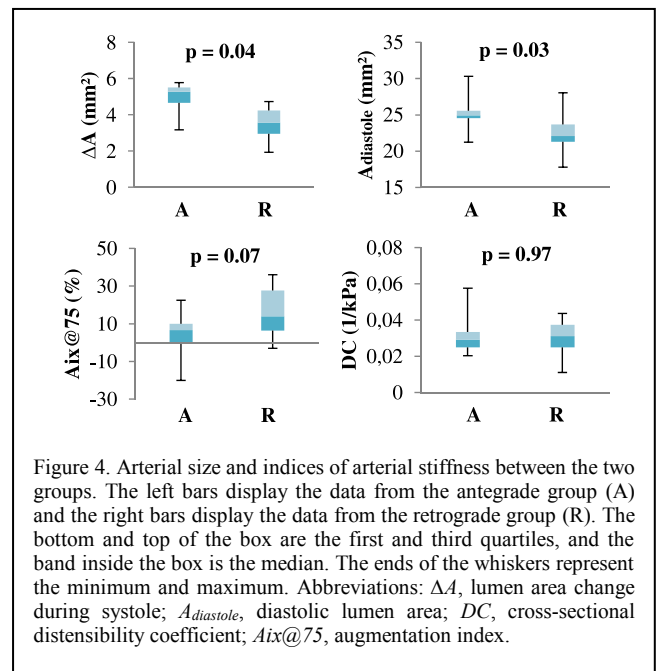 8
6
4
2
0
ΔA (mm²)
p = 0.04
A R
35
30
25
20
15
Adiastole (mm²)
p = 0.03
A R
50
30
10
-10
-30
Aix@75 (%)
p = 0.07
A R
0,08
0,06
0,04
0,02
0
DC (1/kPa)
p = 0.97
A R
Figure 4. Arterial size and indices of arterial stiffness between the two
groups. The left bars display the data from the antegrade group (A)
and the right bars display the data from the retrograde group (R). The
bottom and top of the box are the first and third quartiles, and the
band inside the box is the median. The ends of the whiskers represent
the minimum and maximum. Abbreviations: ΔA, lumen area change
during systole; Adiastole, diastolic lumen area; DC, cross-sectional
distensibility coefficient; Aix@75, augmentation index.